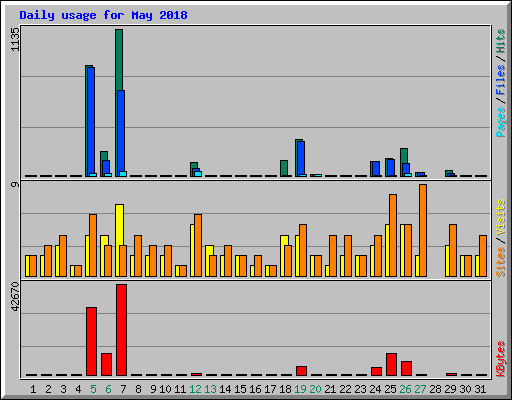 Daily usage for May 2018
1135
Pages / Files / Hits
9
Sites / Visits
42670
KBytes
1 2 3 4 5 6 7 8 9 10 11 12 13 14 15 16 17 18 19 20 21 22 23 24 25 26 27 28 29 30 31